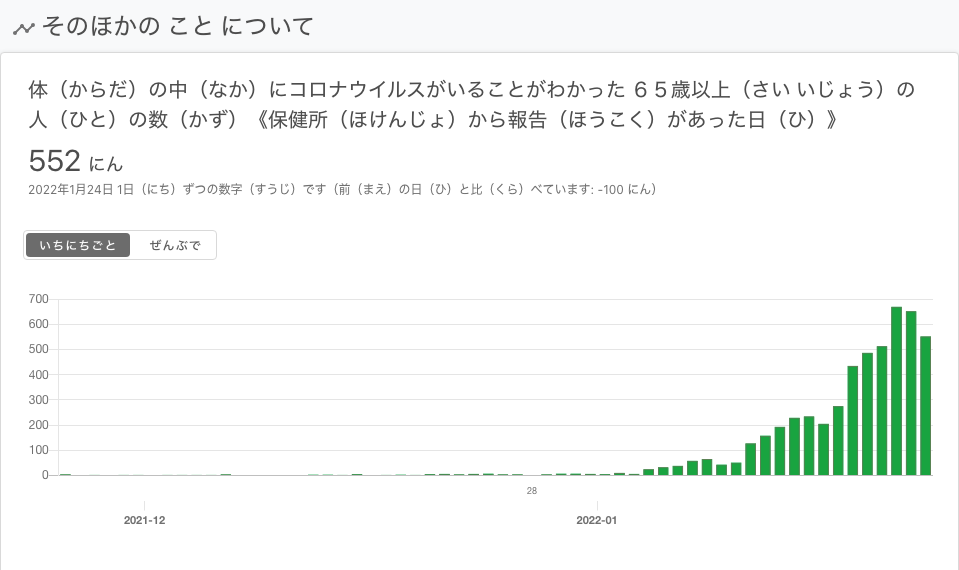 そのほかの こと について
体（からだ）の中（なか）にコロナウイルスがいることがわかった ６５歳以上（さい いじょう）の
人（ひと）の数（かず）《保健所（ほけんじょ）から報告（ほうこく）があった日（ひ）》
552 にん
2022年1月24日 1日（にち）ずつの数字（すうじ）です（前（まえ）の日（ひ）と比（くら）べています: -100 にん）
いちにちごと ぜんぶで
700
600
500
400
300
200
100
0
28
2021-12 2022-01